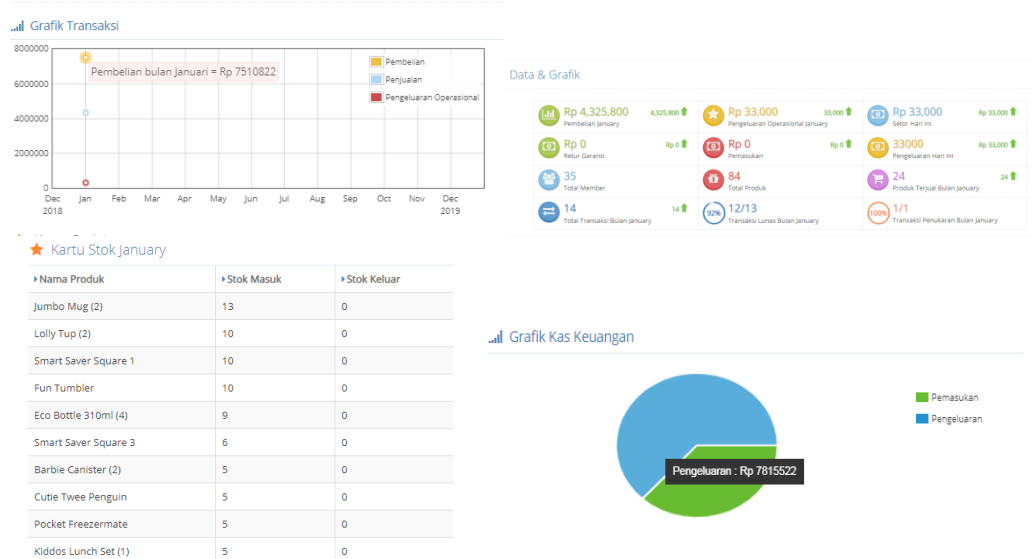 Grafik Transaksi
8000000
6000000
4000000
2000000
0
Pembelian bulan Januari = Rp 7510822
Pembelian
Penjualan
Pengeluaran Operasional
Dec Jan Feb Mar Apr May Jun Jul Aug Sep Oct Nov Dec
2018 2019
Data & Grafik
Rp 4,325,800 4,325,800
Pembelian January
Rp 33,000 33,000
Pengeluaran Operasional January
Rp 33,000 Rp 33,000
Setor Hari Ini
Rp 0 Rp 0
Retur Garansi
Rp 0 Rp 0
Pemasukan
33000 Rp 33,000
Pengeluaran Hari Ini
35
Total Member
84
Total Produk
24 24
Produk Terjual Bulan January
14 14
Total Transaksi Bulan January
92% 12/13
Transaksi Lunas Bulan January
100% 1/1
Transaksi Penukaran Bulan January
Kartu Stok January
Nama Produk Stok Masuk Stok Keluar
Jumbo Mug (2) 13 0
Lolly Tup (2) 10 0
Smart Saver Square 1 10 0
Fun Tumbler 10 0
Eco Bottle 310ml (4) 9 0
Smart Saver Square 3 6 0
Barbie Canister (2) 5 0
Cutie Twee Penguin 5 0
Pocket Freezermate 5 0
Kiddos Lunch Set (1) 5 0
Grafik Kas Keuangan
Pemasukan
Pengeluaran
Pengeluaran : Rp 7815522